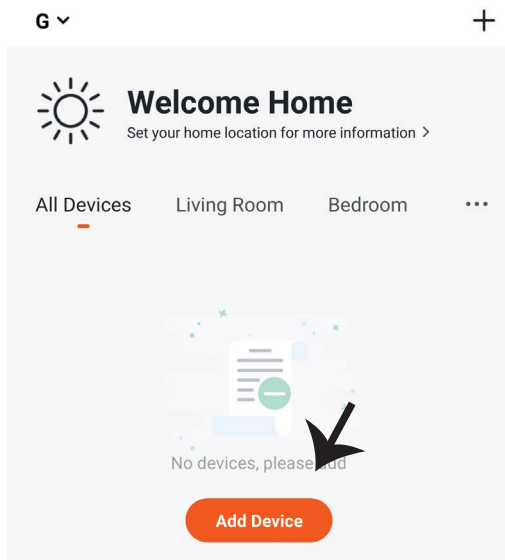 G
Welcome Home
Set your home location for more information >
All Devices Living Room Bedroom ...
No devices, please add
Add Device